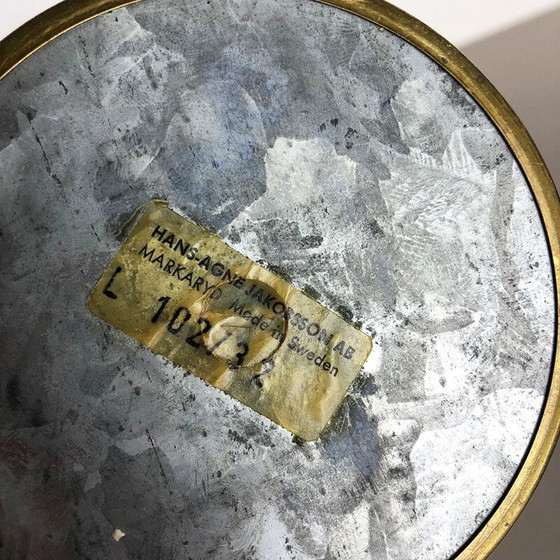 HANS-AGNE JAKOBSSON AB
MARKARYD Made in Sweden
L 102/32